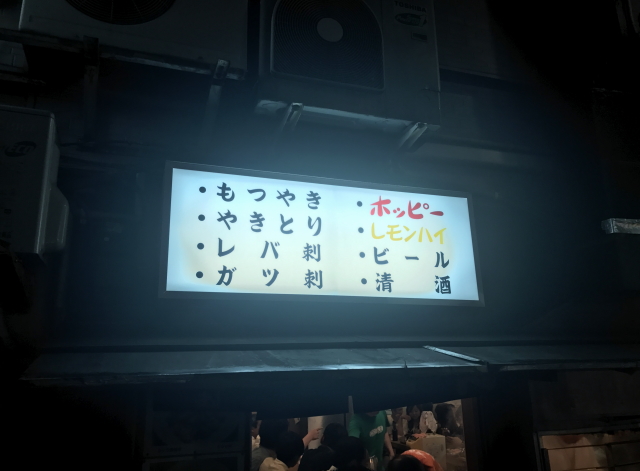 ・もつやき
・やきとり
・レバ刺
・ガツ刺
・ホッピー
・レモンハイ
・ビール
・清酒